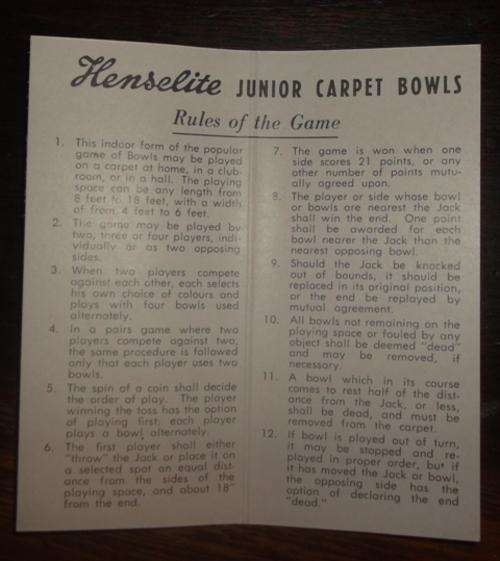 Henselite JUNIOR CARPET BOWLS
Rules of the Game
1. This indoor form of the popular
game of Bowls may be played
on a carpet at home, in a club-
room, or in a hall. The playing
space can be any length from
8 feet to 18 feet, with a width
of from 4 feet to 6 feet.
2. The game may be played by
two, three or four players, indi-
vidually or as two opposing
sides.
3. When two players compete
against each other, each selects
his own choice of colours and
plays with four bowls used
alternately.
4. In a pairs game where two
players compete against two,
the same procedure is followed
only that each player uses two
bowls.
5. The spin of a coin shall decide
the order of play. The player
winning the toss has the option
of playing first; each player
plays a bowl alternately.
6. The first player shall either
"throw" the Jack or place it on
a selected spot an equal dist-
ance from the sides of the
playing space, and about 18"
from the end.
7. The game is won when one
side scores 21 points, or any
other number of points mutu-
ally agreed upon.
8. The player or side whose bowl
or bowls are nearest the Jack
shall win the end. One point
shall be awarded for each
bowl nearer the Jack than the
nearest opposing bowl.
9. Should the Jack be knocked
out of bounds, it should be
replaced in its original position,
or the end be replayed by
mutual agreement.
10. All bowls not remaining on the
playing space or fouled by any
object shall be deemed "dead"
and may be removed, if
necessary.
11. A bowl which in its course
comes to rest half of the dist-
ance from the Jack, or less,
shall be dead, and must be
removed from the carpet.
12. If bowl is played out of turn,
it may be stopped and re-
played in proper order, but if
it has moved the Jack or bowl,
the opposing side has the
option of declaring the end
"dead."